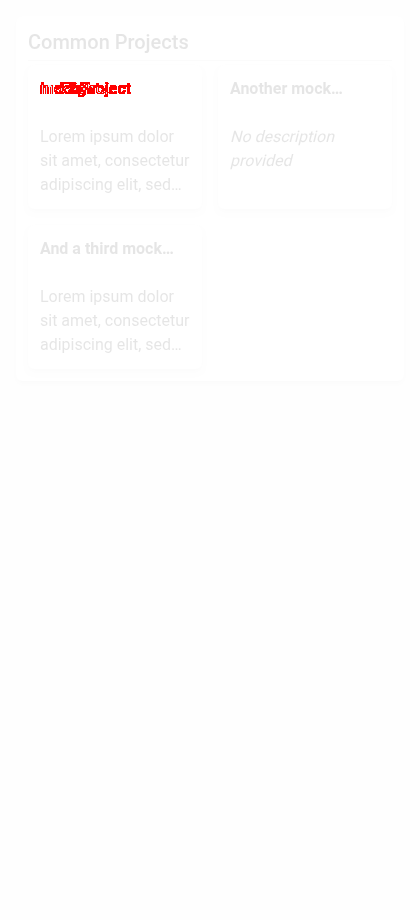 Common Projects
Another mock…
Lorem ipsum dolor
sit amet, consectetur
adipiscing elit, sed…
No description
provided
And a third mock…
Lorem ipsum dolor
sit amet, consectetur
adipiscing elit, sed…